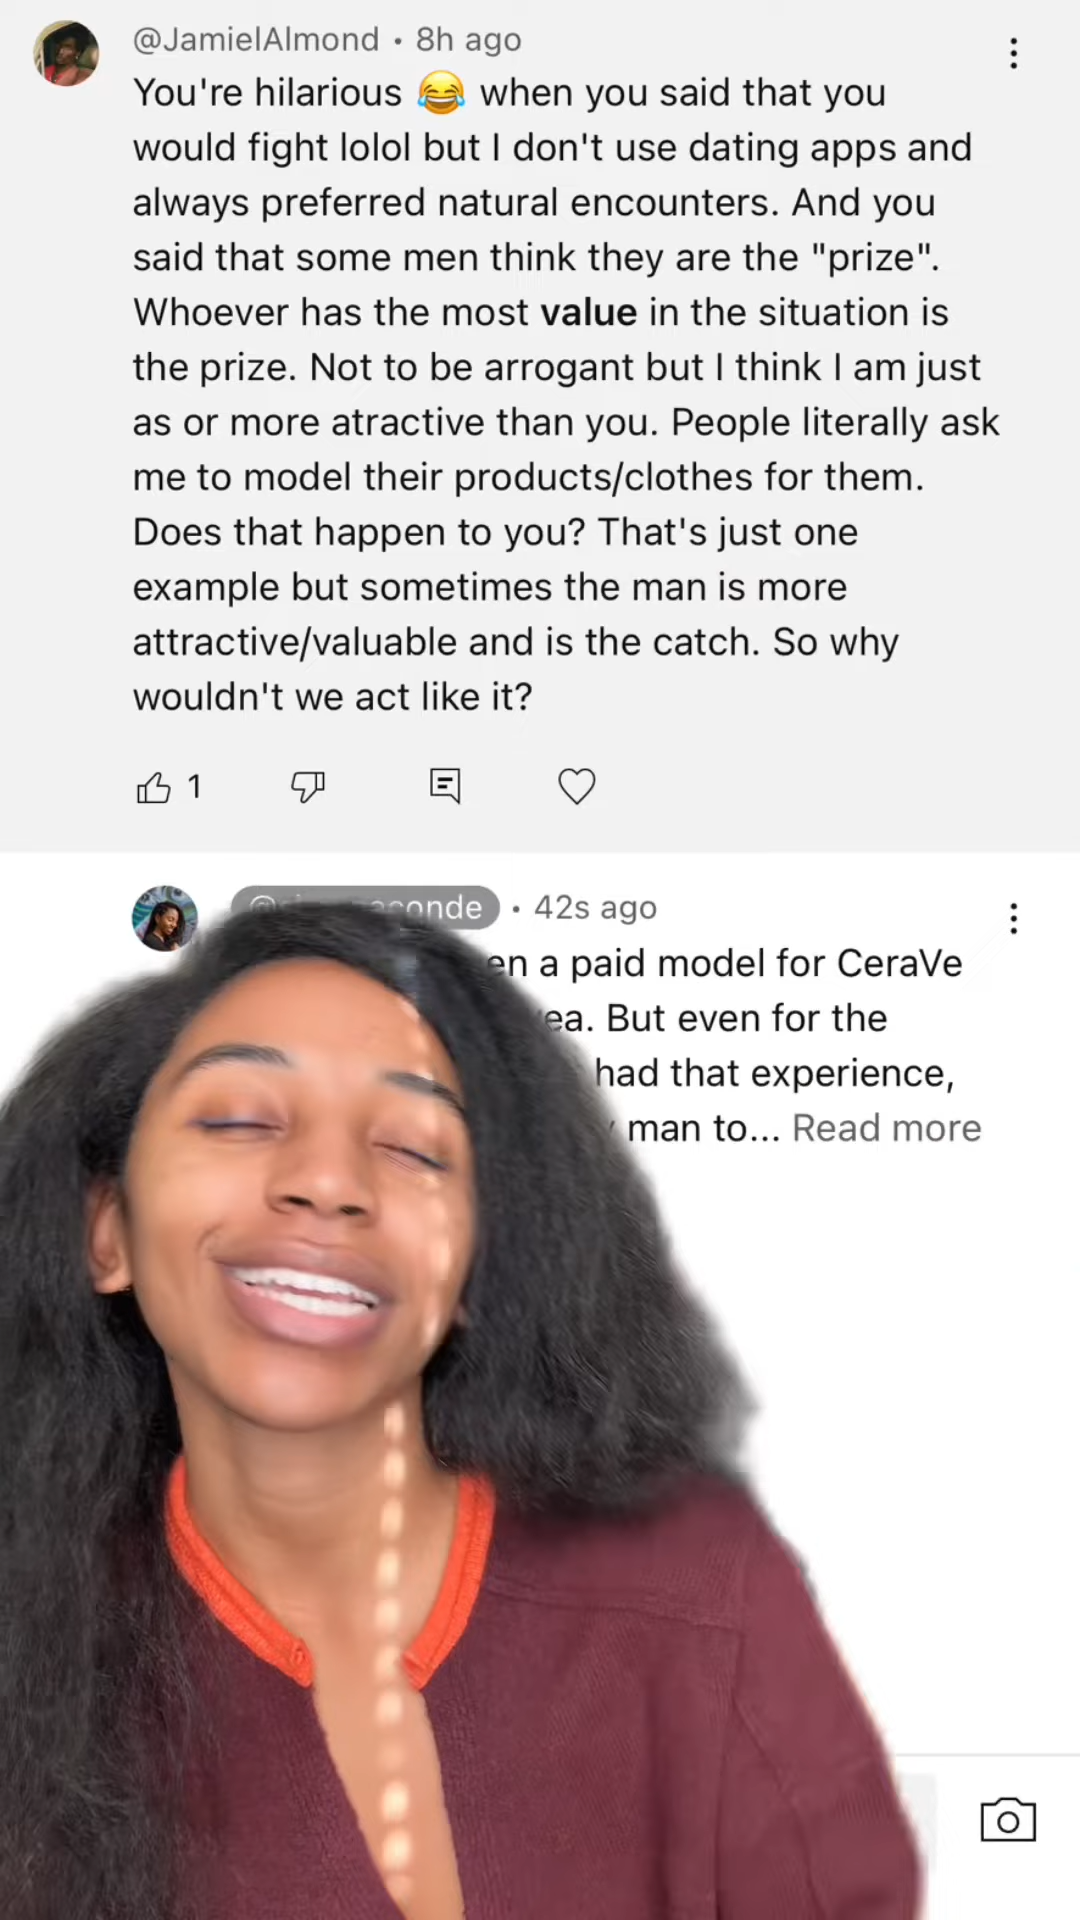 @JamielAlmond • 8h ago
You're hilarious 😂 when you said that you
would fight lolol but I don't use dating apps and
always preferred natural encounters. And you
said that some men think they are the "prize".
Whoever has the most value in the situation is
the prize. Not to be arrogant but I think I am just
as or more atractive than you. People literally ask
me to model their products/clothes for them.
Does that happen to you? That's just one
example but sometimes the man is more
attractive/valuable and is the catch. So why
wouldn't we act like it?
1
• 42s ago
a paid model for CeraVe
But even for the
had that experience,
man to... Read more